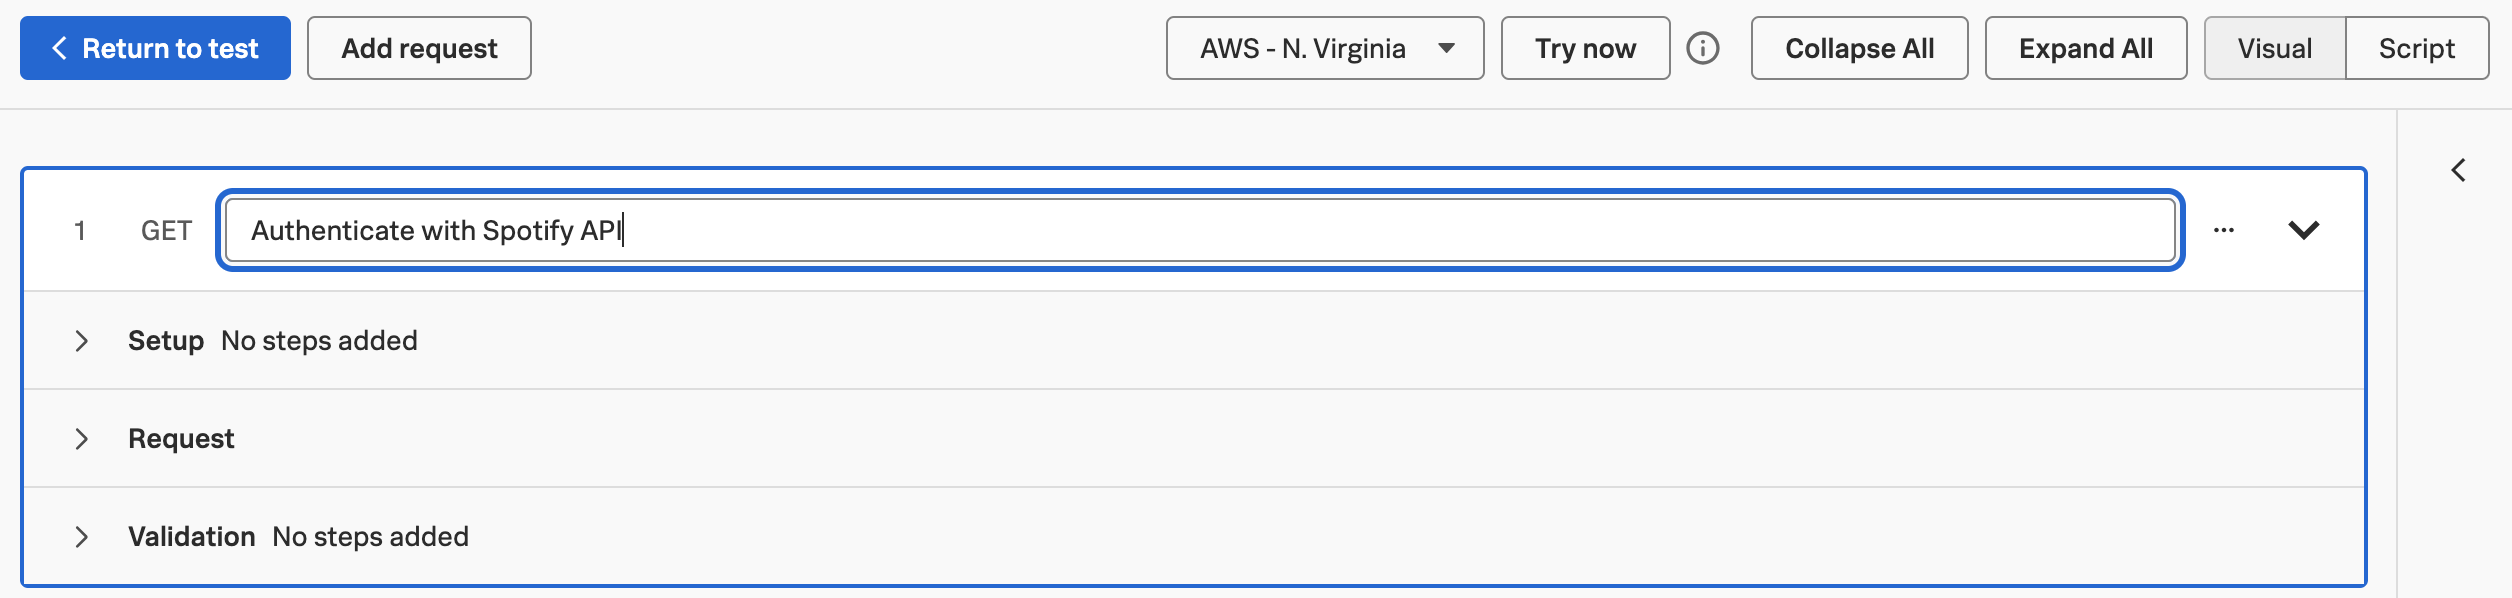 Return to test
Add request
AWS - N. Virginia
Try now
Collapse All
Expand All
Visual
Script
1
GET
Authenticate with Spotify API
Setup No steps added
Request
Validation No steps added